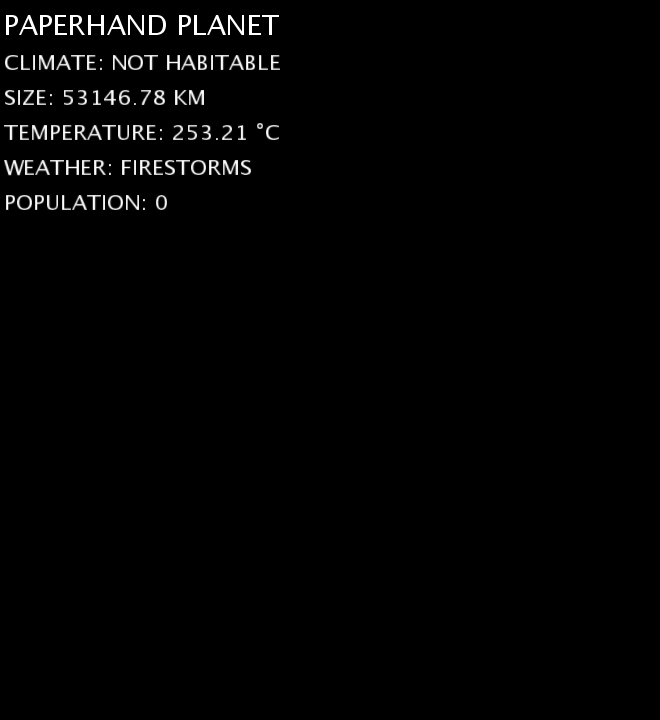 PAPERHAND PLANET
CLIMATE: NOT HABITABLE
SIZE: 53146.78 KM
TEMPERATURE: 253.21 °C
WEATHER: FIRESTORMS
POPULATION: 0